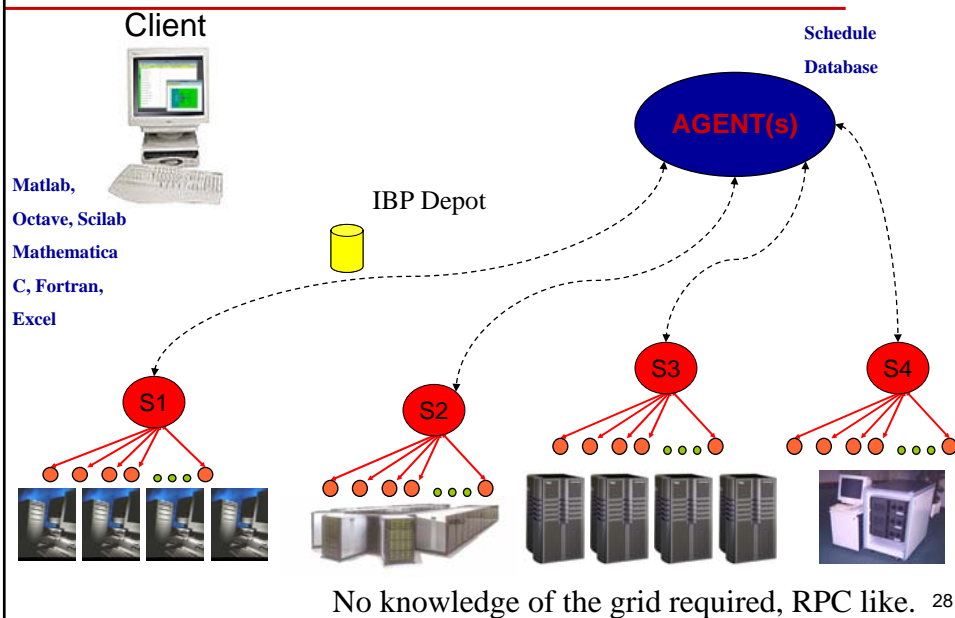 Client
Schedule
Database
AGENT(s)
Matlab,
Octave, Scilab
Mathematica
C, Fortran,
Excel
IBP Depot
S1
S2
S3
S4
No knowledge of the grid required, RPC like.
28